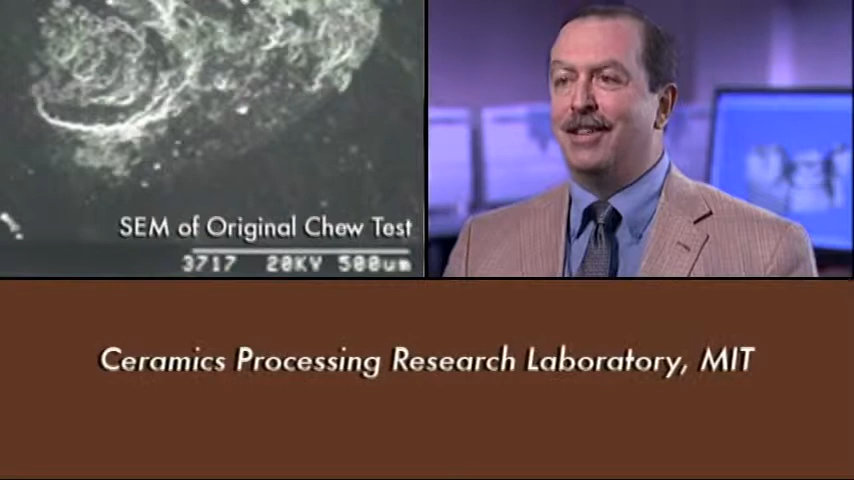 SEM of Original Chew Test
3717 20KV 500um
Ceramics Processing Research Laboratory, MIT